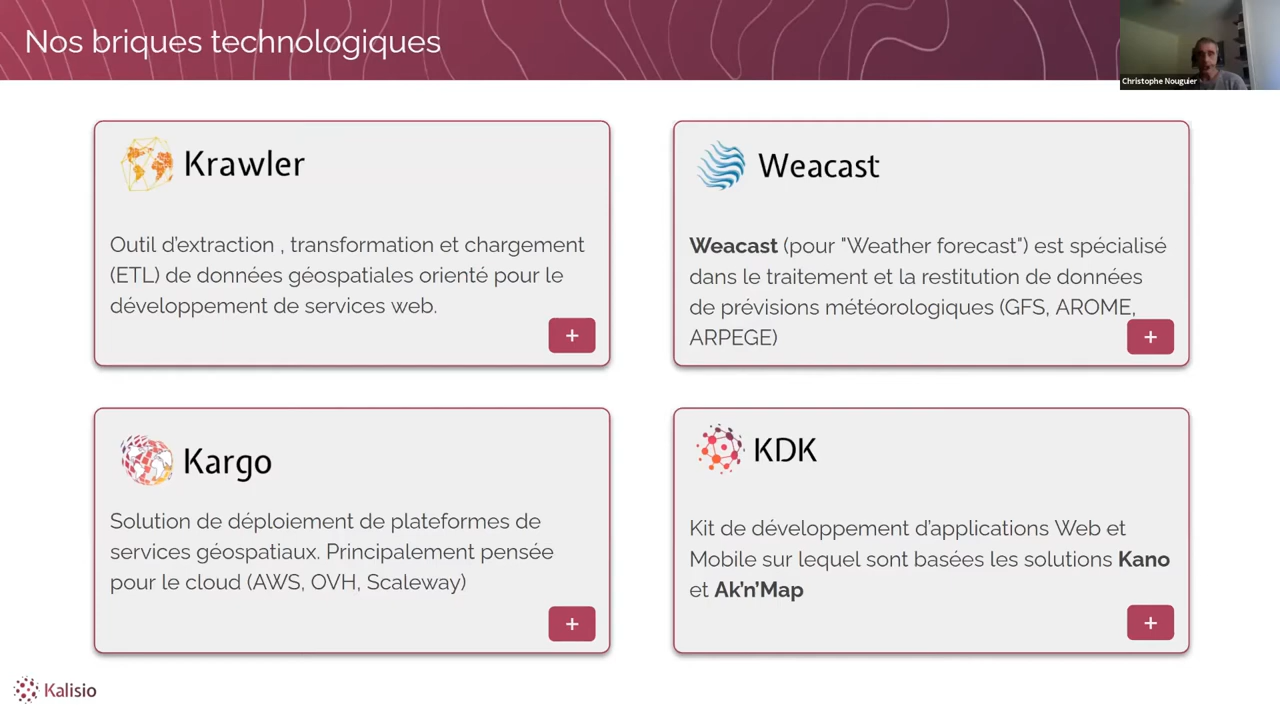 Nos briques technologiques
Christophe Nouguier
Krawler
Outil d'extraction , transformation et chargement
(ETL) de données géospatiales orienté pour le
développement de services web.
+
Weacast
Weacast (pour "Weather forecast") est spécialisé
dans le traitement et la restitution de données
de prévisions météorologiques (GFS, AROME,
ARPEGE)
+
Kargo
Solution de déploiement de plateformes de
services géospatiaux. Principalement pensée
pour le cloud (AWS, OVH, Scaleway)
+
KDK
Kit de développement d'applications Web et
Mobile sur lequel sont basées les solutions Kano
et Ak'n'Map
+
Kalisio